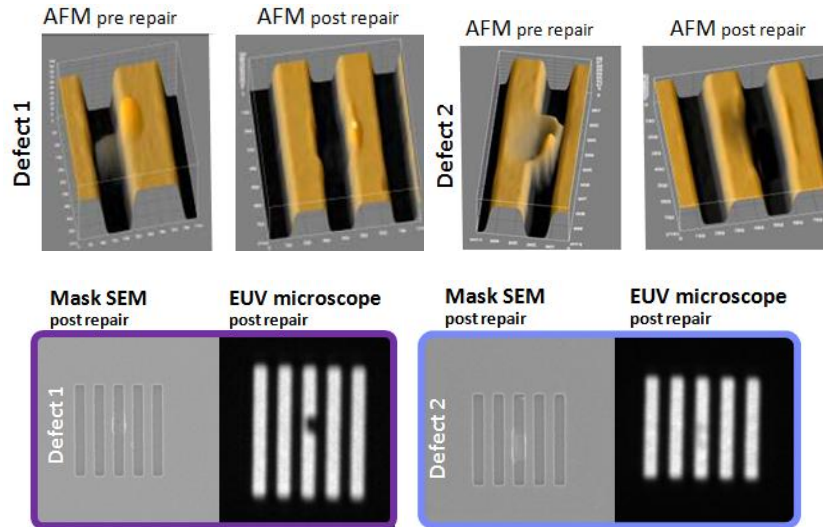 AFM pre repair
AFM post repair
AFM pre repair
AFM post repair
Defect 1
Defect 2
Mask SEM
post repair
EUV microscope
post repair
Mask SEM
post repair
EUV microscope
post repair
Defect 1
Defect 2